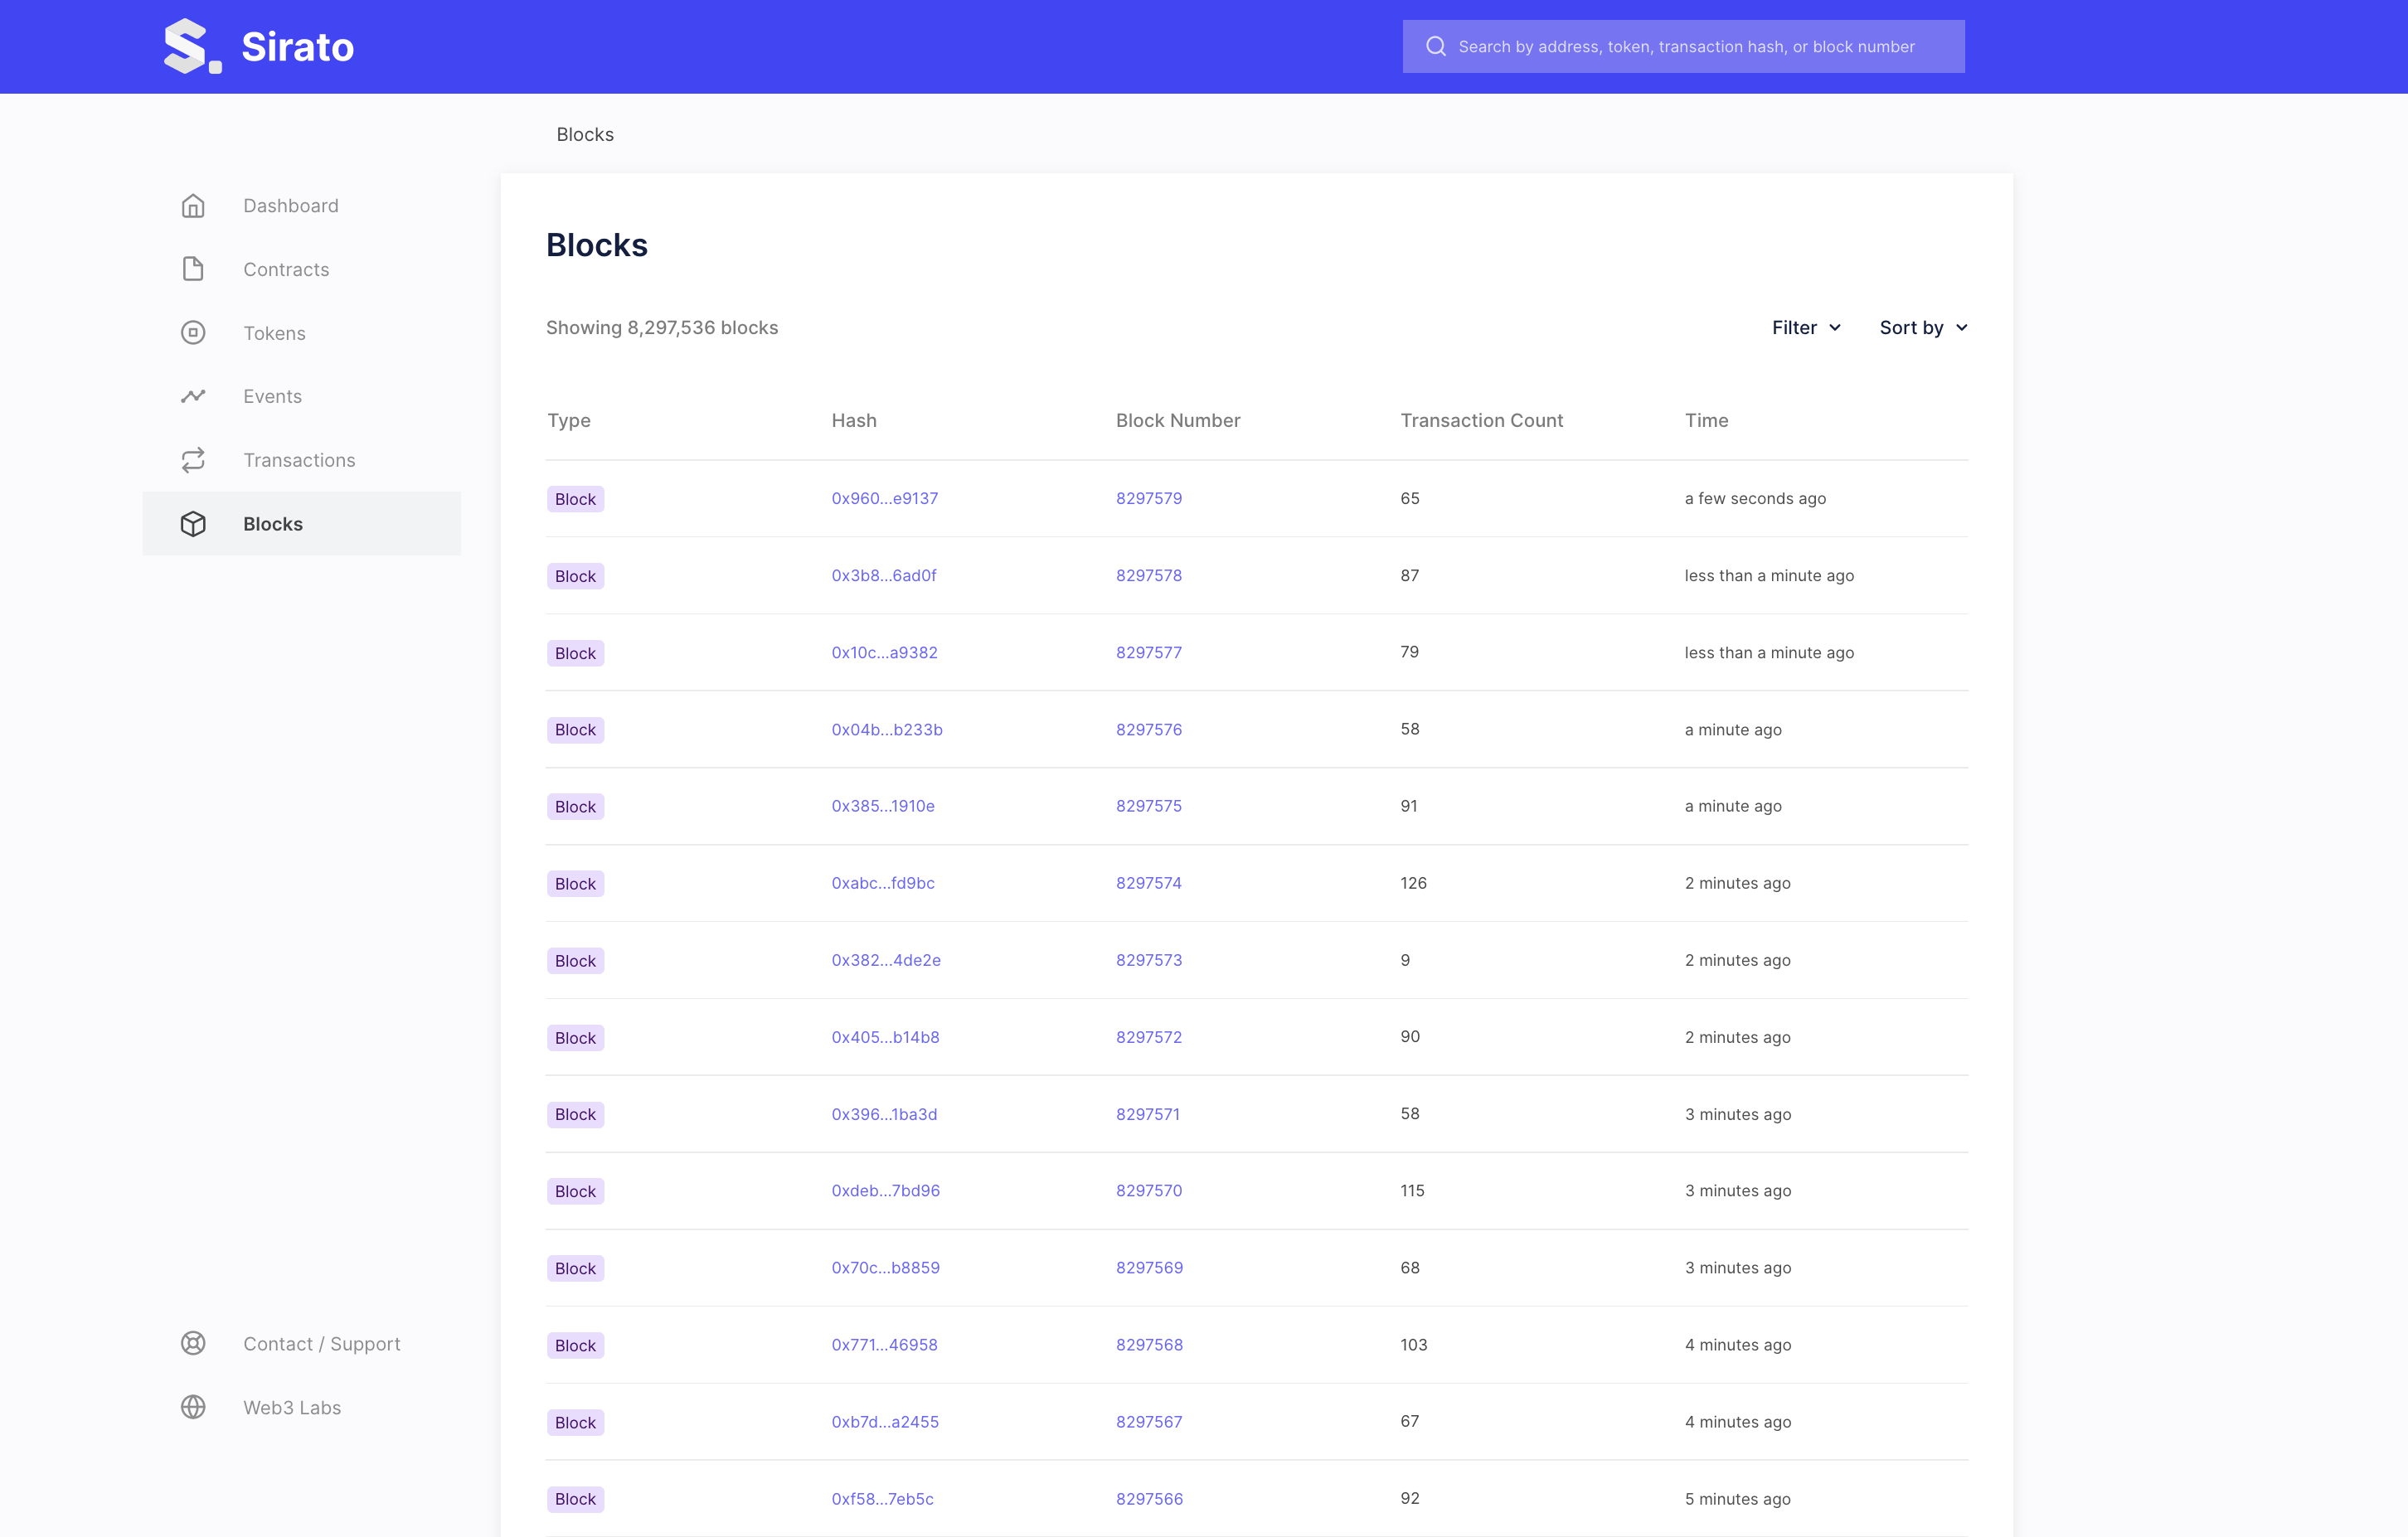 Sirato
Search by address, token, transaction hash, or block number
Blocks
Dashboard
Contracts
Tokens
Events
Transactions
Blocks
Contact / Support
Web3 Labs
Blocks
Showing 8,297,536 blocks
Filter Sort by
Type Hash Block Number Transaction Count Time
Block 0x960...e9137 8297579 65 a few seconds ago
Block 0x3b8...6ad0f 8297578 87 less than a minute ago
Block 0x10c...a9382 8297577 79 less than a minute ago
Block 0x04b...b233b 8297576 58 a minute ago
Block 0x385...1910e 8297575 91 a minute ago
Block 0xabc...fd9bc 8297574 126 2 minutes ago
Block 0x382...4de2e 8297573 9 2 minutes ago
Block 0x405...b14b8 8297572 90 2 minutes ago
Block 0x396...1ba3d 8297571 58 3 minutes ago
Block 0xdeb...7bd96 8297570 115 3 minutes ago
Block 0x70c...b8859 8297569 68 3 minutes ago
Block 0x771...46958 8297568 103 4 minutes ago
Block 0xb7d...a2455 8297567 67 4 minutes ago
Block 0xf58...7eb5c 8297566 92 5 minutes ago